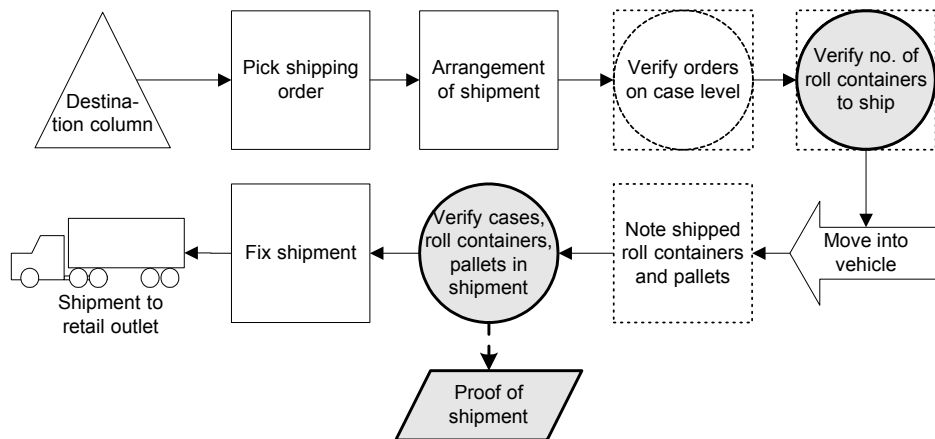 Destina-
tion column
Pick shipping
order
Arrangement
of shipment
Verify orders
on case level
Verify no. of
roll containers
to ship
Move into
vehicle
Note shipped
roll containers
and pallets
Verify cases,
roll containers,
pallets in
shipment
Fix shipment
Shipment to
retail outlet
Proof of
shipment